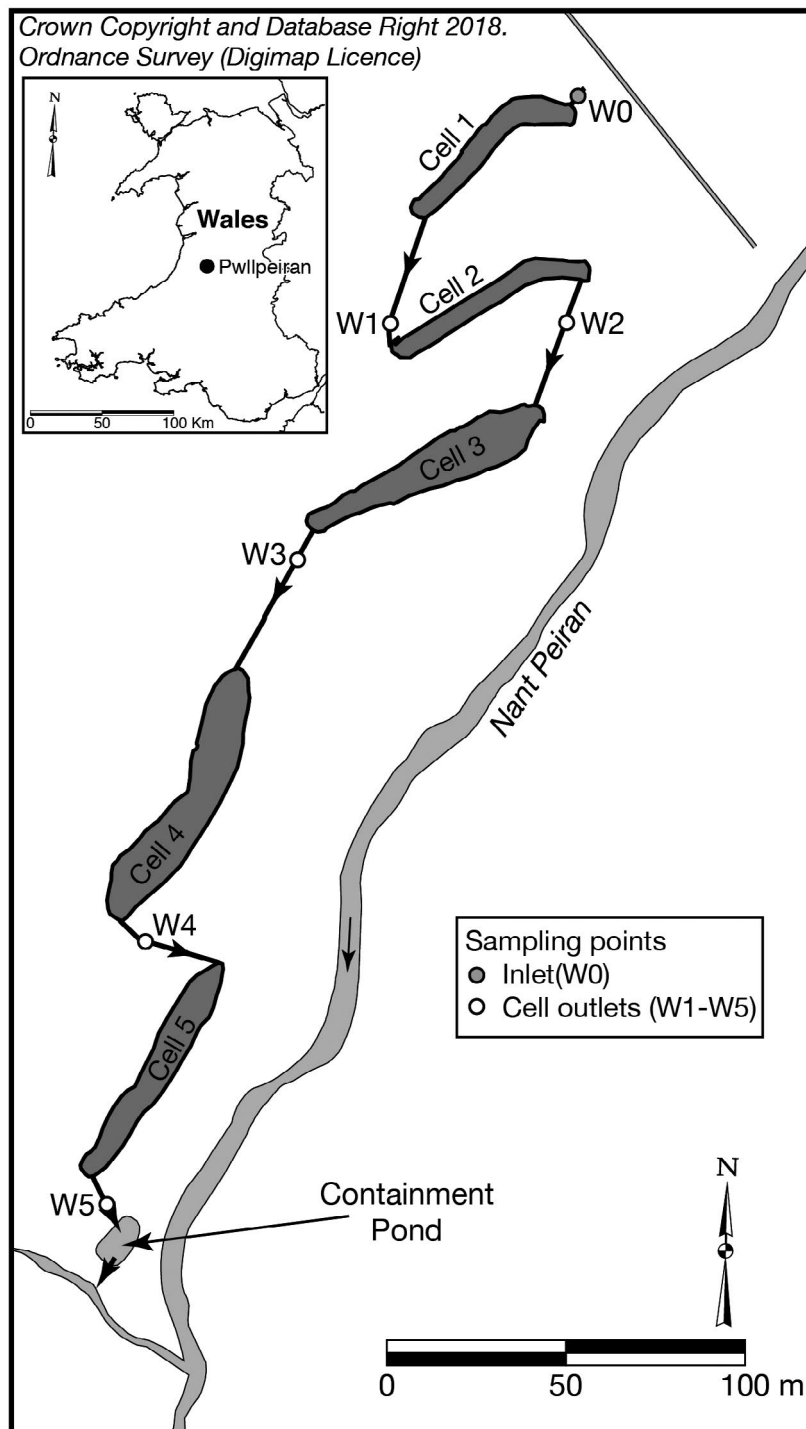 Crown Copyright and Database Right 2018.
Ordnance Survey (Digimap Licence)
N
Wales
Pwllpeiran
0 50 100 Km
W0
Cell 1
Cell 2
W1
W2
Cell 3
W3
Nant Peiran
Cell 4
W4
Sampling points
Inlet(W0)
Cell outlets (W1-W5)
Cell 5
W5
Containment
Pond
N
0 50 100 m